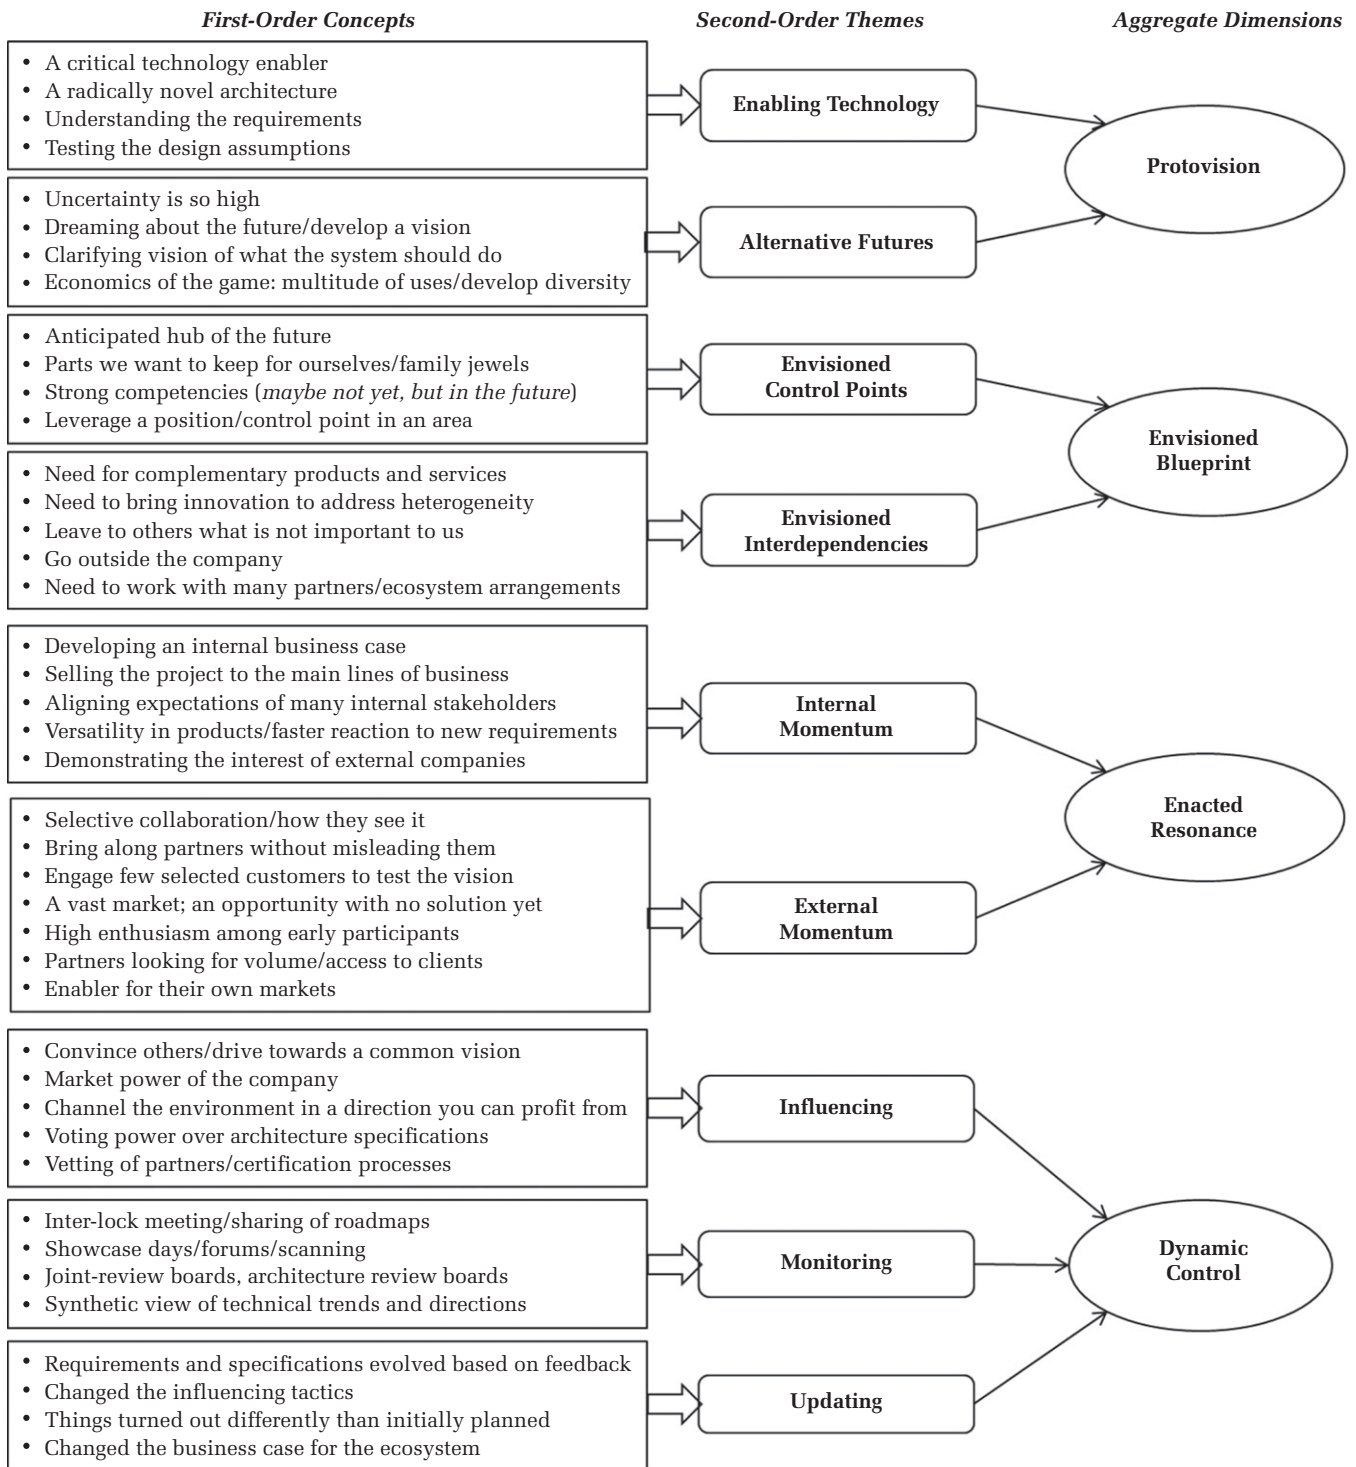 First-Order Concepts
Second-Order Themes
Aggregate Dimensions
• A critical technology enabler
• A radically novel architecture
• Understanding the requirements
• Testing the design assumptions
Enabling Technology
Protovision
• Uncertainty is so high
• Dreaming about the future/develop a vision
• Clarifying vision of what the system should do
• Economics of the game: multitude of uses/develop diversity
Alternative Futures
• Anticipated hub of the future
• Parts we want to keep for ourselves/family jewels
• Strong competencies (maybe not yet, but in the future)
• Leverage a position/control point in an area
Envisioned
Control Points
Envisioned
Blueprint
• Need for complementary products and services
• Need to bring innovation to address heterogeneity
• Leave to others what is not important to us
• Go outside the company
• Need to work with many partners/ecosystem arrangements
Envisioned
Interdependencies
• Developing an internal business case
• Selling the project to the main lines of business
• Aligning expectations of many internal stakeholders
• Versatility in products/faster reaction to new requirements
• Demonstrating the interest of external companies
Internal
Momentum
Enacted
Resonance
• Selective collaboration/how they see it
• Bring along partners without misleading them
• Engage few selected customers to test the vision
• A vast market; an opportunity with no solution yet
• High enthusiasm among early participants
• Partners looking for volume/access to clients
• Enabler for their own markets
External
Momentum
• Convince others/drive towards a common vision
• Market power of the company
• Channel the environment in a direction you can profit from
• Voting power over architecture specifications
• Vetting of partners/certification processes
Influencing
• Inter-lock meeting/sharing of roadmaps
• Showcase days/forums/scanning
• Joint-review boards, architecture review boards
• Synthetic view of technical trends and directions
Monitoring
Dynamic
Control
• Requirements and specifications evolved based on feedback
• Changed the influencing tactics
• Things turned out differently than initially planned
• Changed the business case for the ecosystem
Updating